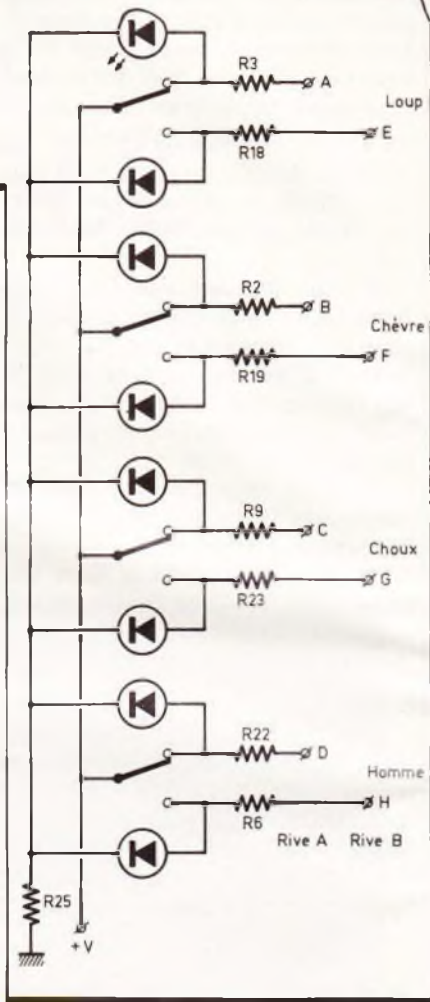 R3
A
Loup
E
R18
R2
B
Chèvre
F
R19
R9
C
Choux
G
R23
R22
D
Homme
H
R6
Rive A Rive B
R25
+V